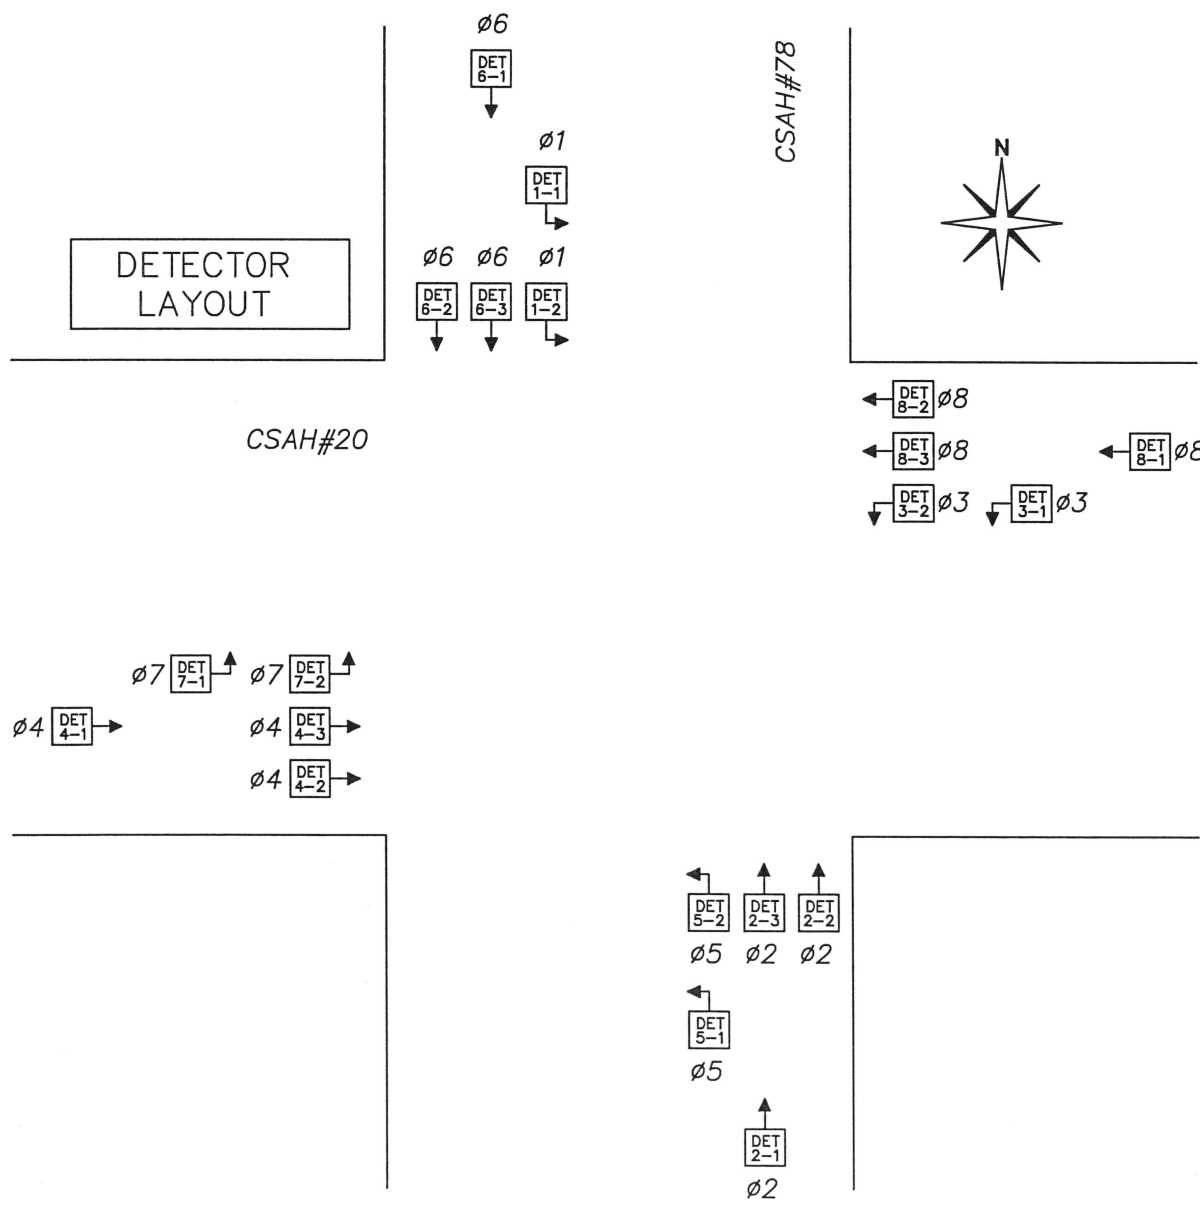 ø6
DET
6-1
CSAH#78
ø1
DET
1-1
N
DETECTOR
LAYOUT
ø6 ø6 ø1
DET
6-2
DET
6-3
DET
1-2
DET
8-2
ø8
CSAH#20
DET
8-3
ø8
DET
8-1
ø8
DET
3-2
ø3
DET
3-1
ø3
ø7
DET
7-1
ø7
DET
7-2
ø4
DET
4-1
ø4
DET
4-3
ø4
DET
4-2
DET
5-2
DET
2-3
DET
2-2
ø5 ø2 ø2
DET
5-1
ø5
DET
2-1
ø2